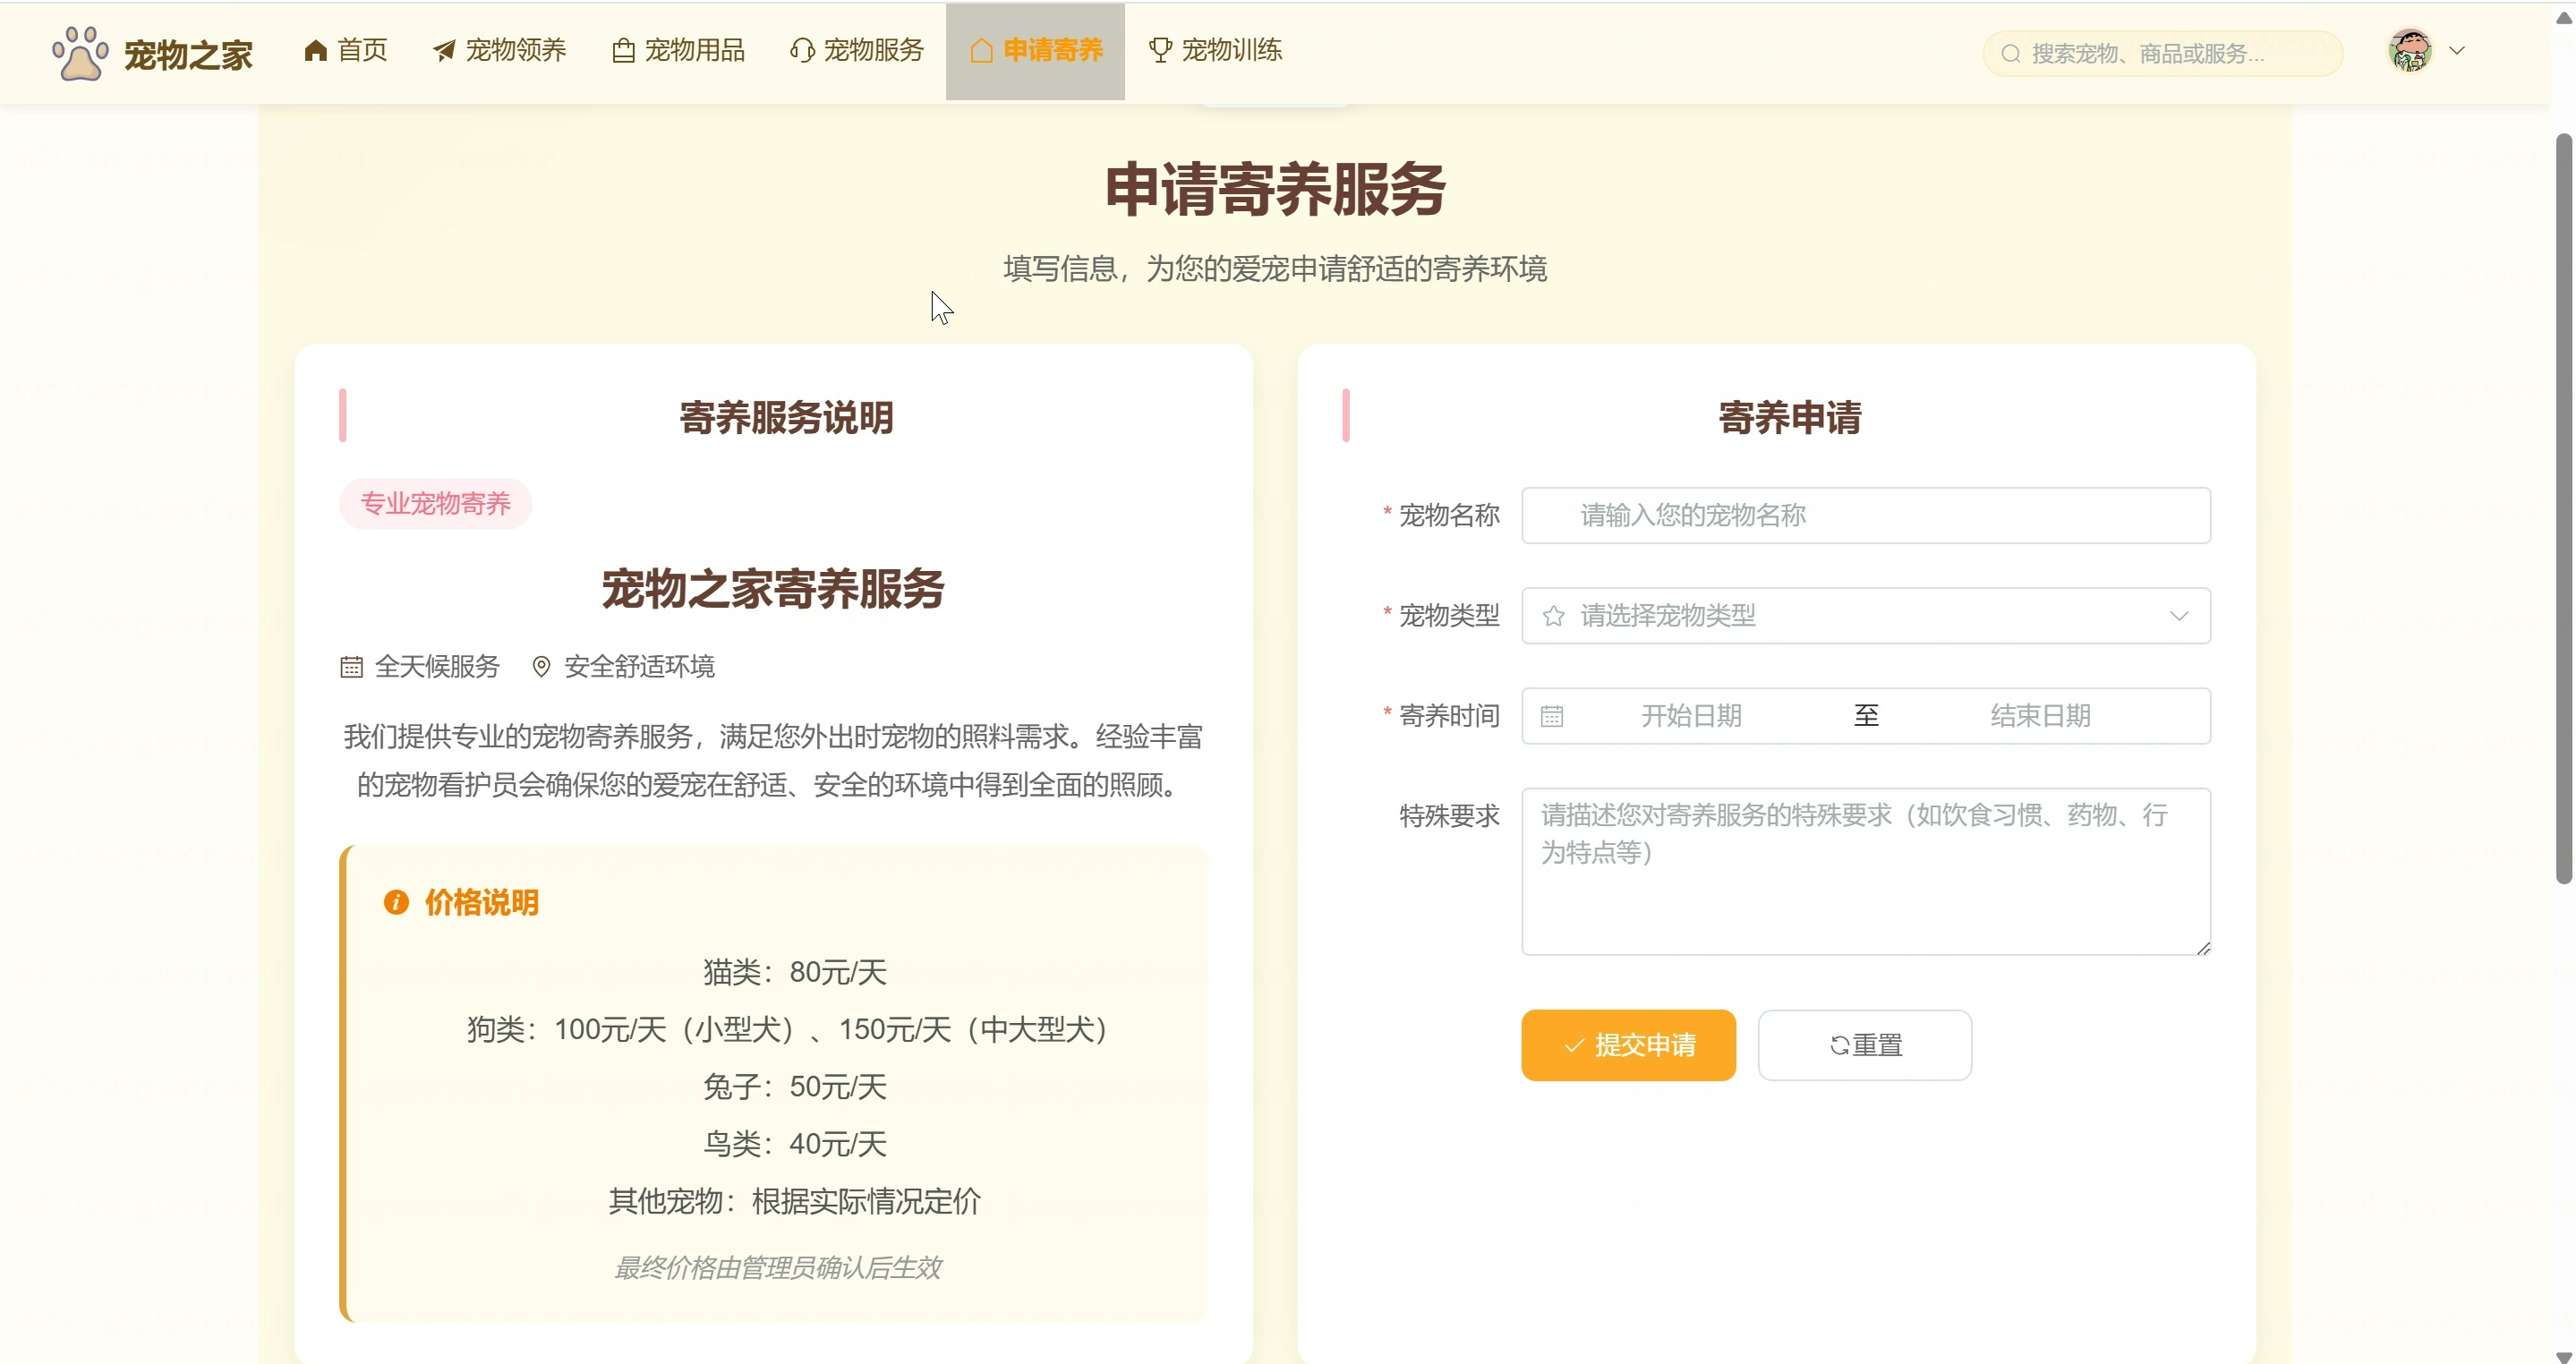 宠物之家
首页
宠物领养
宠物用品
宠物服务
申请寄养
宠物训练
搜索宠物、商品或服务...
申请寄养服务
填写信息，为您的爱宠申请舒适的寄养环境
寄养服务说明
专业宠物寄养
宠物之家寄养服务
全天候服务
安全舒适环境
我们提供专业的宠物寄养服务，满足您外出时宠物的照料需求。经验丰富
的宠物看护员会确保您的爱宠在舒适、安全的环境中得到全面的照顾。
价格说明
猫类：80元/天
狗类：100元/天（小型犬）、150元/天（中大型犬）
兔子：50元/天
鸟类：40元/天
其他宠物：根据实际情况定价
最终价格由管理员确认后生效
寄养申请
* 宠物名称
请输入您的宠物名称
* 宠物类型
请选择宠物类型
* 寄养时间
开始日期 至 结束日期
特殊要求
请描述您对寄养服务的特殊要求（如饮食习惯、药物、行
为特点等）
提交申请
重置